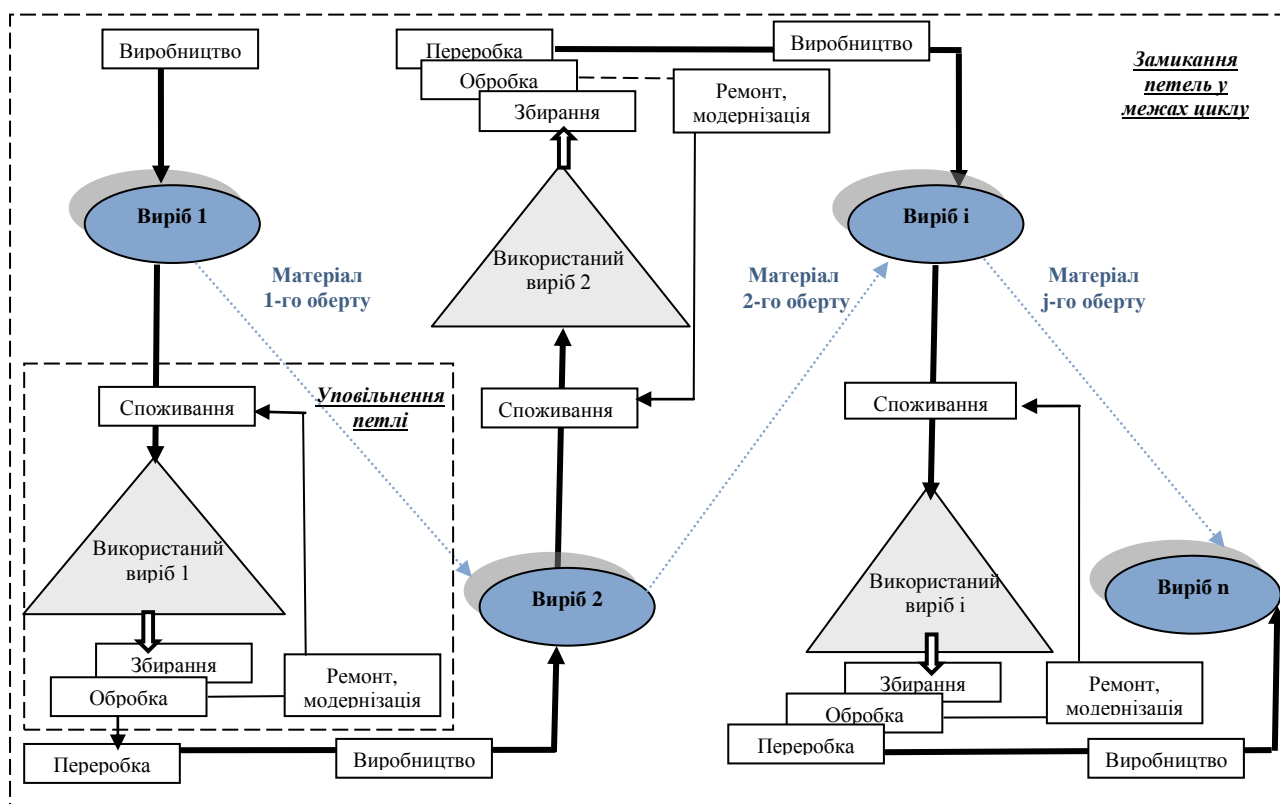 Виробництво
Переробка
Обробка
Збирання
Виробництво
Ремонт,
модернізація
Замикання
петель у
межах циклу
Виріб 1
Виріб і
Матеріал
1-го оберту
Використаний
виріб 2
Матеріал
2-го оберту
Матеріал
j-го оберту
Уповільнення
петлі
Споживання
Споживання
Споживання
Використаний
виріб 1
Виріб 2
Використаний
виріб і
Виріб n
Збирання
Обробка
Ремонт,
модернізація
Переробка
Виробництво
Збирання
Обробка
Переробка
Ремонт,
модернізація
Виробництво